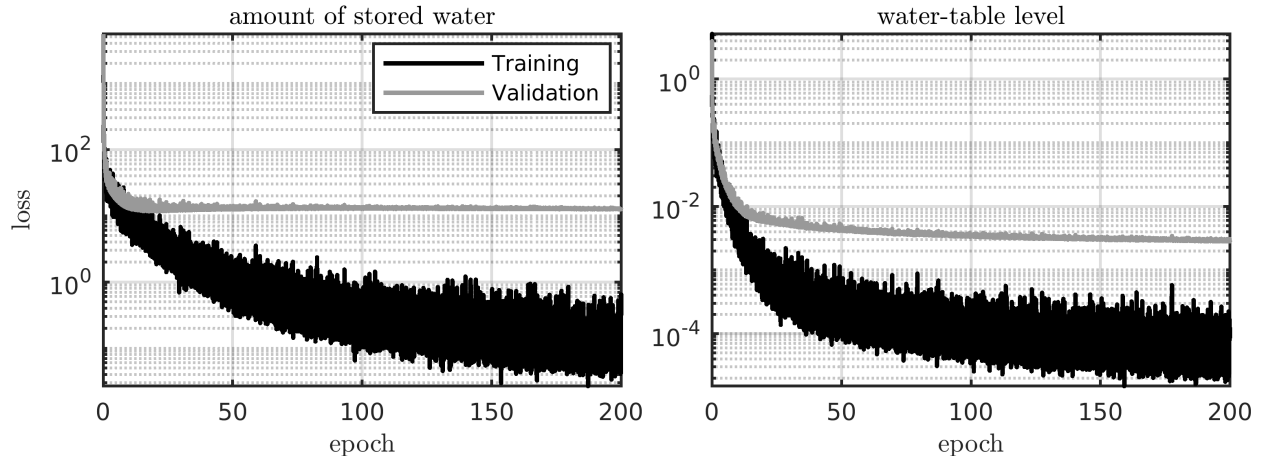 amount of stored water
Training
Validation
10^2
10^0
loss
0 50 100 150 200
epoch
water-table level
10^0
10^-2
10^-4
0 50 100 150 200
epoch